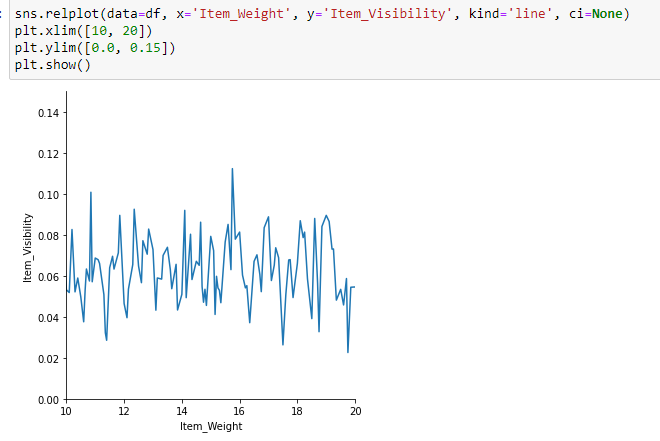 : sns.relplot(data=df, x='Item_Weight', y='Item_Visibility', kind='line', ci=None)
plt.xlim([10, 20])
plt.ylim([0.0, 0.15])
plt.show()
0.14
0.12
0.10
0.08
0.06
0.04
0.02
0.00
Item_Visibility
10 12 14 16 18 20
Item_Weight